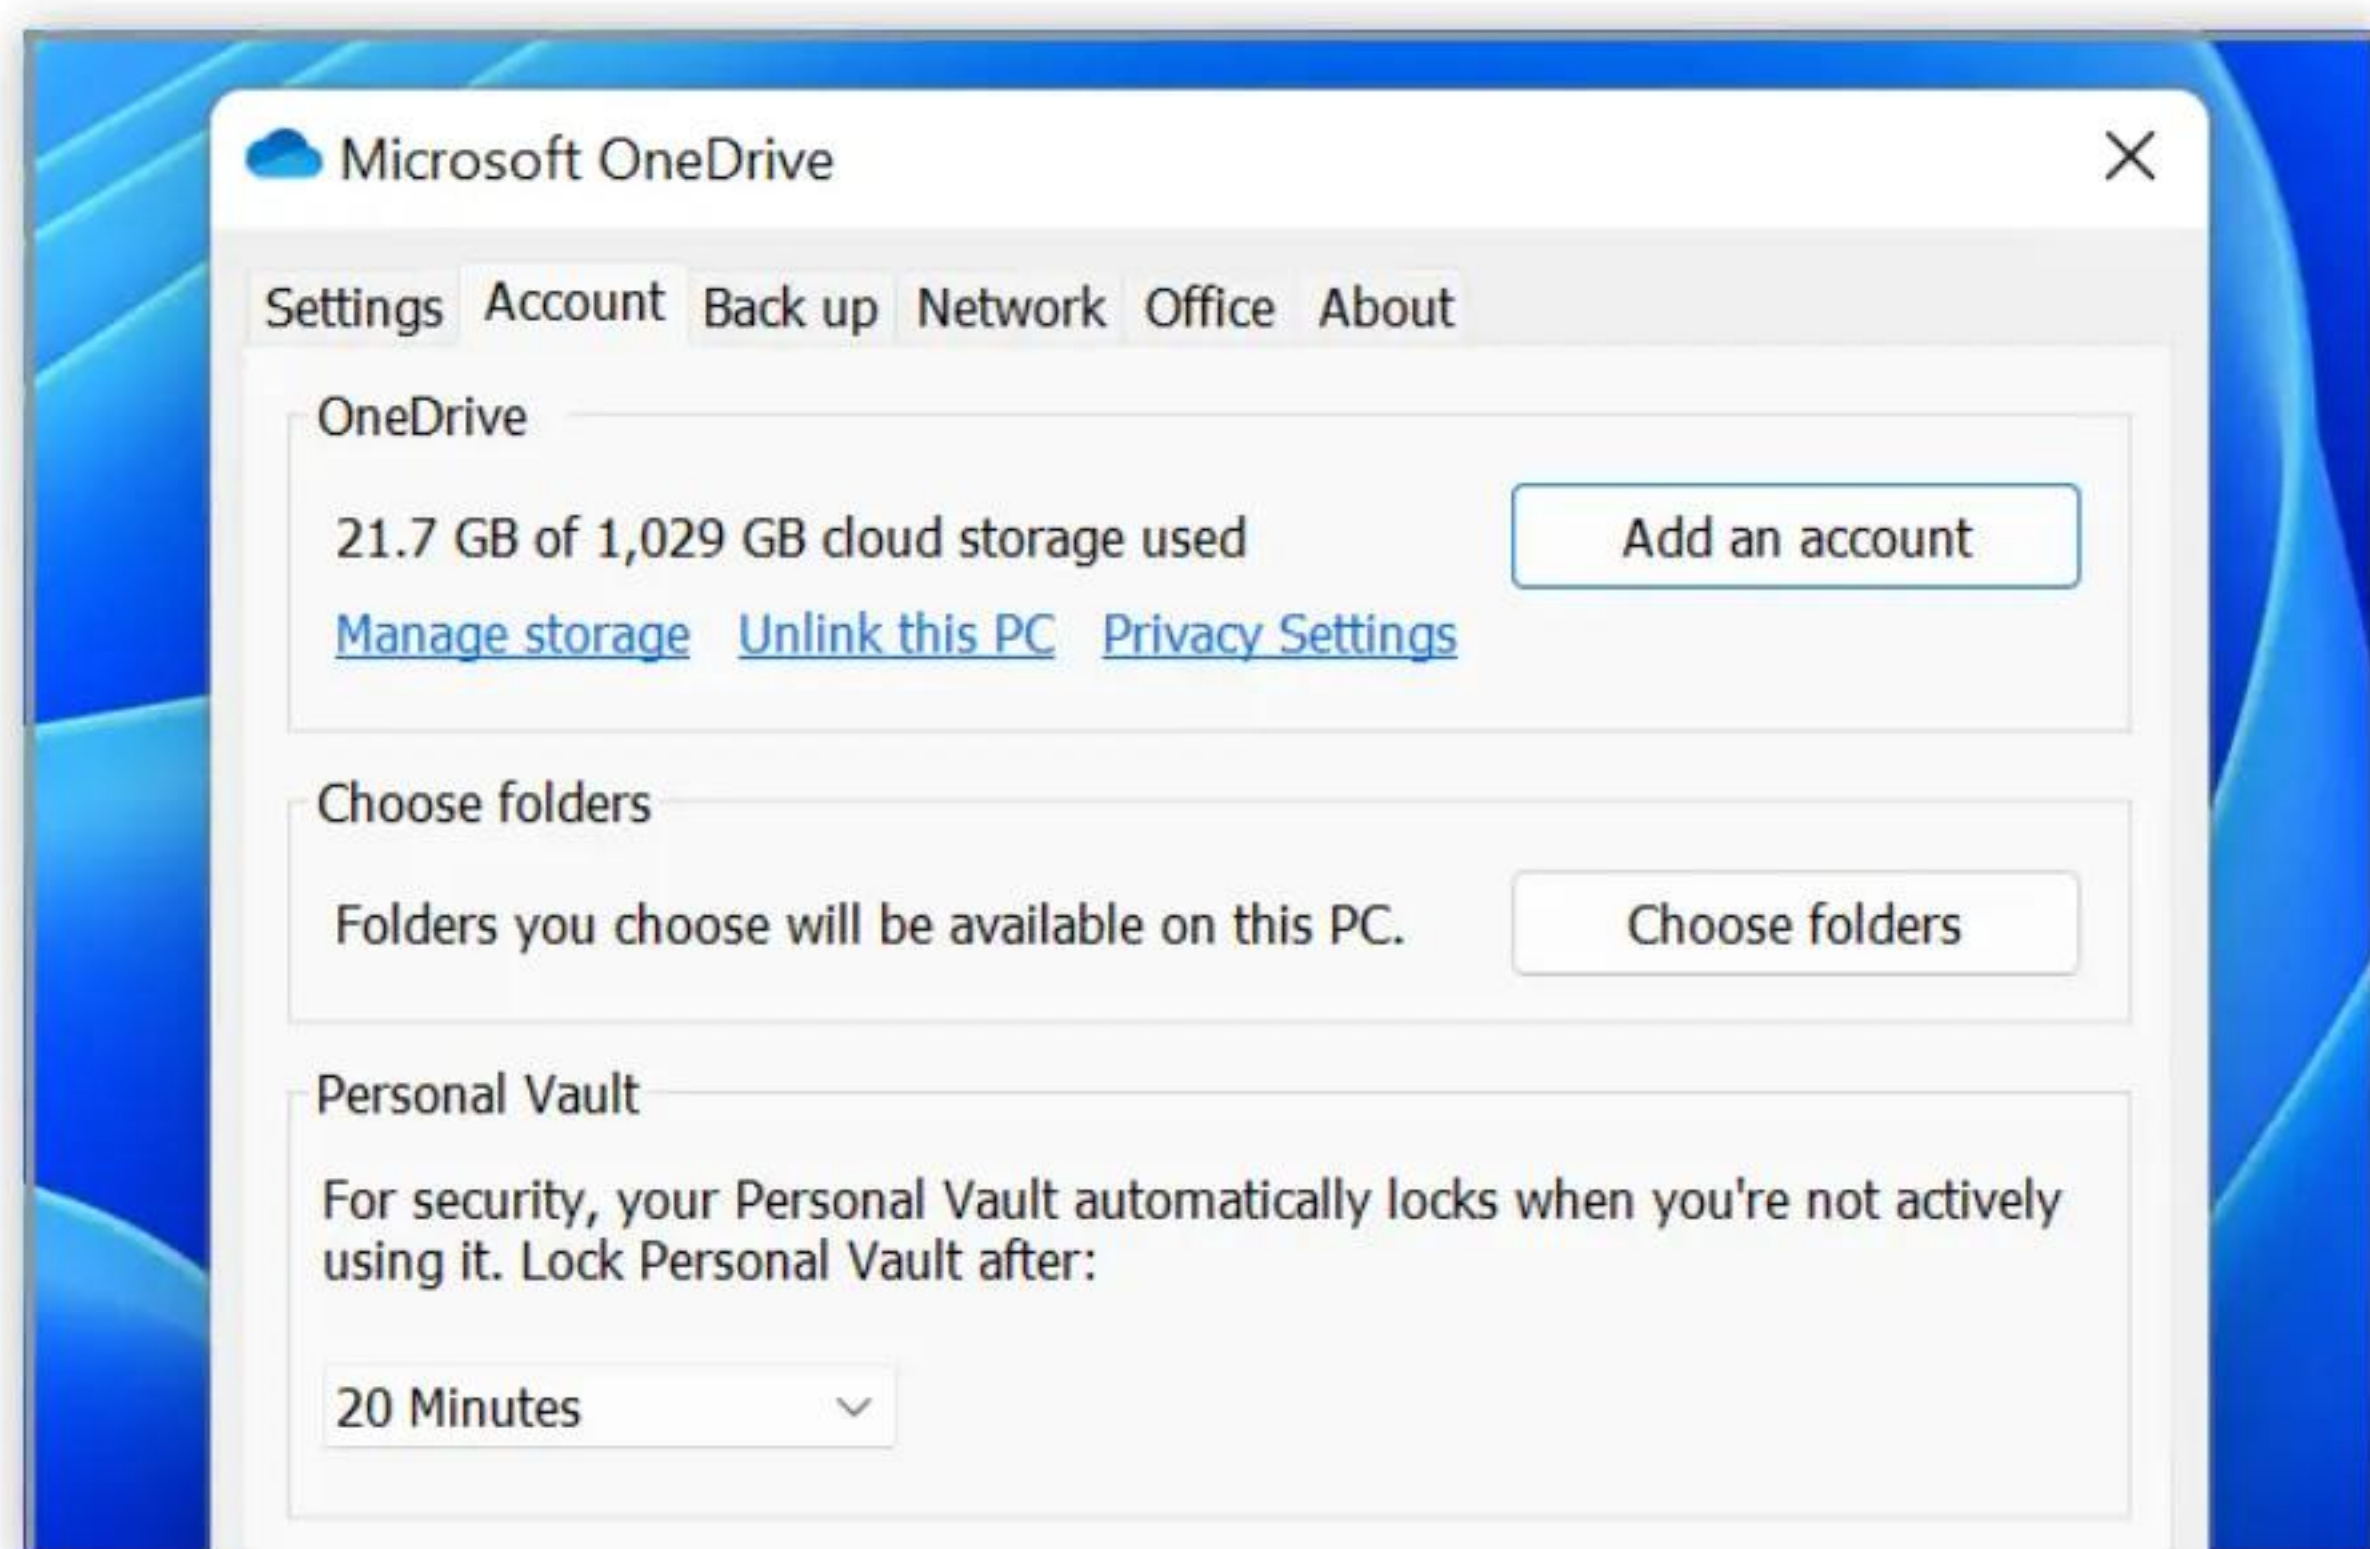 Microsoft OneDrive
Settings Account Back up Network Office About
OneDrive
21.7 GB of 1,029 GB cloud storage used Add an account
Manage storage Unlink this PC Privacy Settings
Choose folders
Folders you choose will be available on this PC. Choose folders
Personal Vault
For security, your Personal Vault automatically locks when you're not actively
using it. Lock Personal Vault after:
20 Minutes